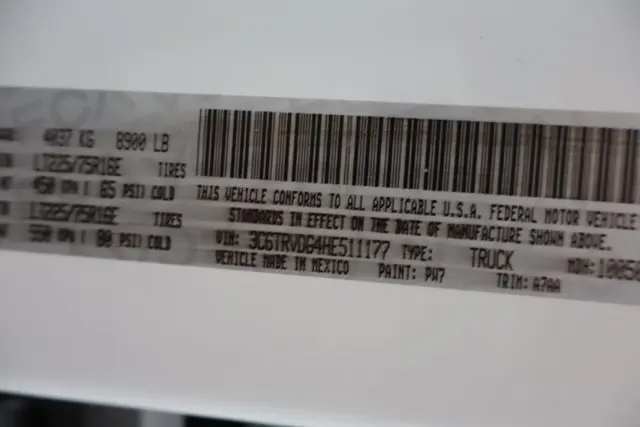 4037 KG 8900 LB
LT225/75R16E TIRES
450 KPA ( 65 PSI) COLD
LT225/75R16E TIRES
550 KPA ( 80 PSI) COLD
THIS VEHICLE CONFORMS TO ALL APPLICABLE U.S.A. FEDERAL MOTOR VEHICLE
STANDARDS IN EFFECT ON THE DATE OF MANUFACTURE SHOWN ABOVE.
VIN: 3C6TRVDG4HE511177 TYPE: TRUCK MDH:
VEHICLE MADE IN MEXICO PAINT: PW7 TRIM: A7AA